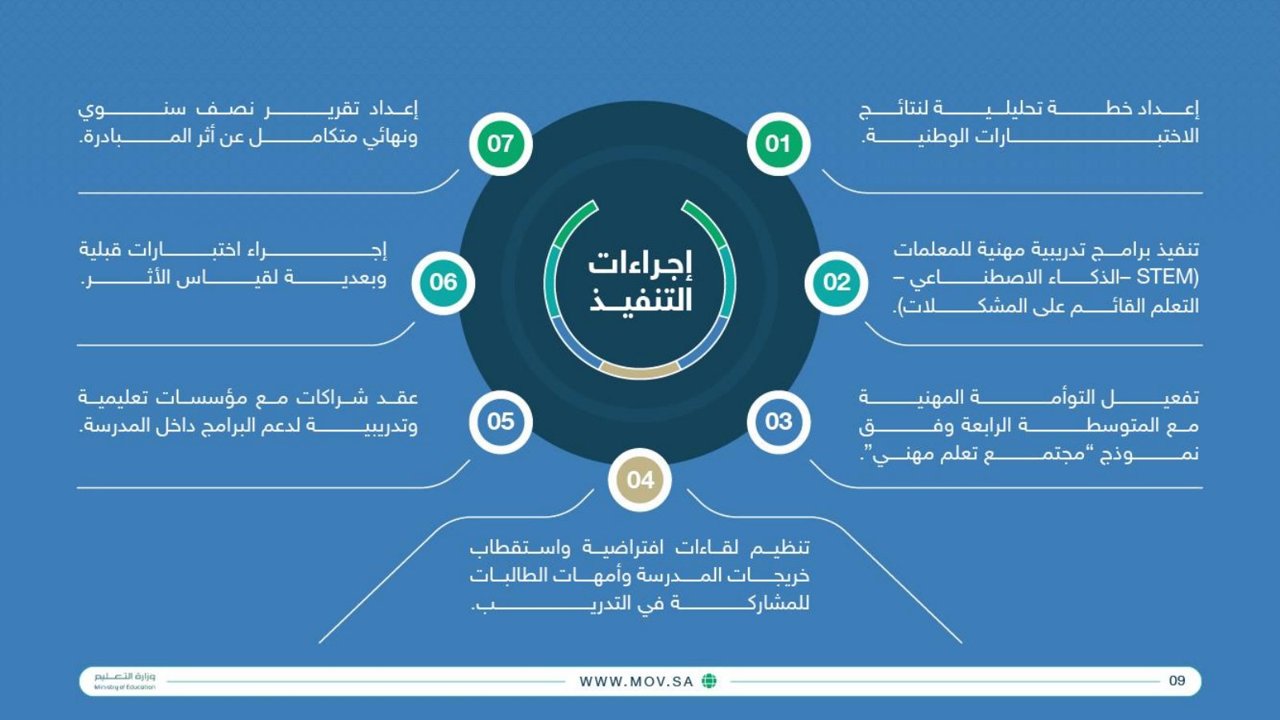 إجراءات
التنفيذ
01
إعداد خطة تحليلية لنتائج
الاختبارات الوطنية.
02
تنفيذ برامج تدريبية مهنية للمعلمات
(STEM –الذكاء الاصطناعي –
التعلم القائم على المشكلات).
03
تفعيل التوأمة المهنية
مع المتوسطة الرابعة وفق
نموذج “مجتمع تعلم مهني”.
04
تنظيم لقاءات افتراضية واستقطاب
خريجات المدرسة وأمهات الطالبات
للمشاركة في التدريب.
05
عقد شراكات مع مؤسسات تعليمية
وتدريبية لدعم البرامج داخل المدرسة.
06
إجراء اختبارات قبلية
وبعدية لقياس الأثر.
07
إعداد تقرير نصف سنوي
ونهائي متكامل عن أثر المبادرة.
وزارة التعليم
Ministry of Education
WWW.MOV.SA
09